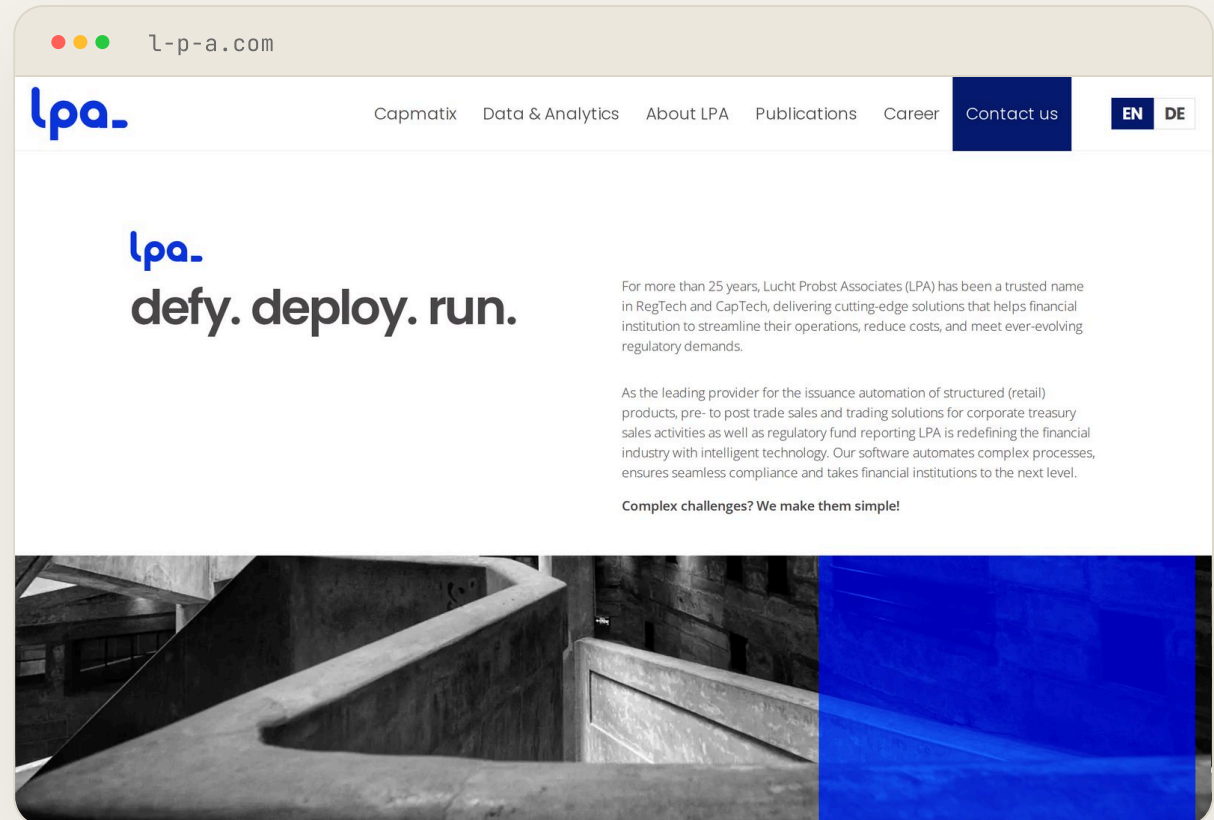 l-p-a.com
lpa_
Capmatix Data & Analytics About LPA Publications Career Contact us EN DE
lpa_
defy. deploy. run.
For more than 25 years, Lucht Probst Associates (LPA) has been a trusted name
in RegTech and CapTech, delivering cutting-edge solutions that helps financial
institution to streamline their operations, reduce costs, and meet ever-evolving
regulatory demands.
As the leading provider for the issuance automation of structured (retail)
products, pre- to post trade sales and trading solutions for corporate treasury
sales activities as well as regulatory fund reporting LPA is redefining the financial
industry with intelligent technology. Our software automates complex processes,
ensures seamless compliance and takes financial institutions to the next level.
Complex challenges? We make them simple!